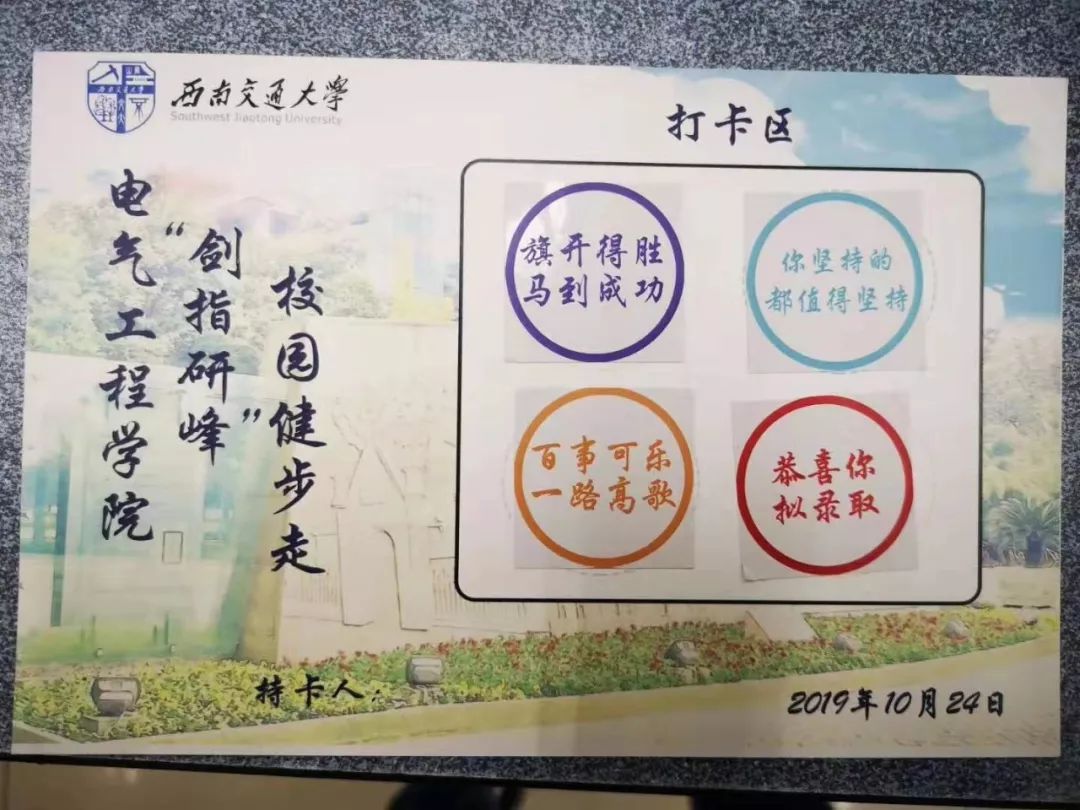 西南交通大學
Southwest Jiaotong University
电气工程学院
“剑指研峰”
校园健步走
打卡区
旗开得胜
马到成功
你坚持的
都值得坚持
百事可乐
一路高歌
恭喜你
拟录取
持卡人:
2019年10月24日